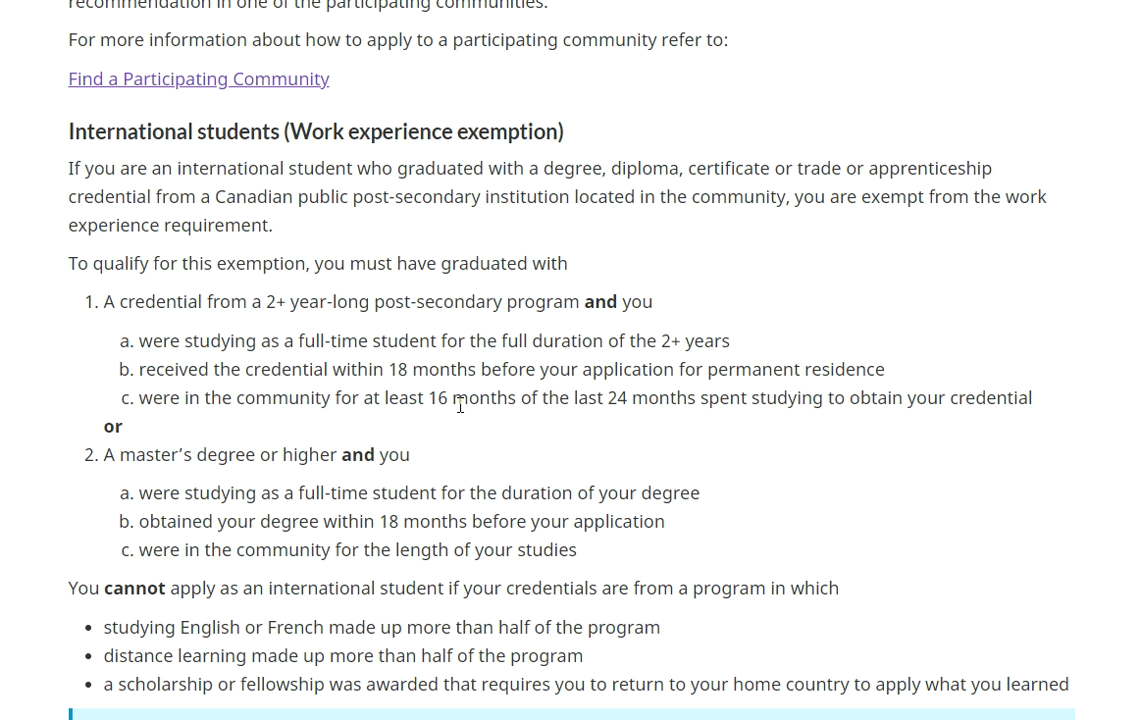 recommendation in one of the participating communities.
For more information about how to apply to a participating community refer to:
Find a Participating Community
International students (Work experience exemption)
If you are an international student who graduated with a degree, diploma, certificate or trade or apprenticeship
credential from a Canadian public post-secondary institution located in the community, you are exempt from the work
experience requirement.
To qualify for this exemption, you must have graduated with
1. A credential from a 2+ year-long post-secondary program and you
a. were studying as a full-time student for the full duration of the 2+ years
b. received the credential within 18 months before your application for permanent residence
c. were in the community for at least 16 months of the last 24 months spent studying to obtain your credential
or
2. A master’s degree or higher and you
a. were studying as a full-time student for the duration of your degree
b. obtained your degree within 18 months before your application
c. were in the community for the length of your studies
You cannot apply as an international student if your credentials are from a program in which
• studying English or French made up more than half of the program
• distance learning made up more than half of the program
• a scholarship or fellowship was awarded that requires you to return to your home country to apply what you learned